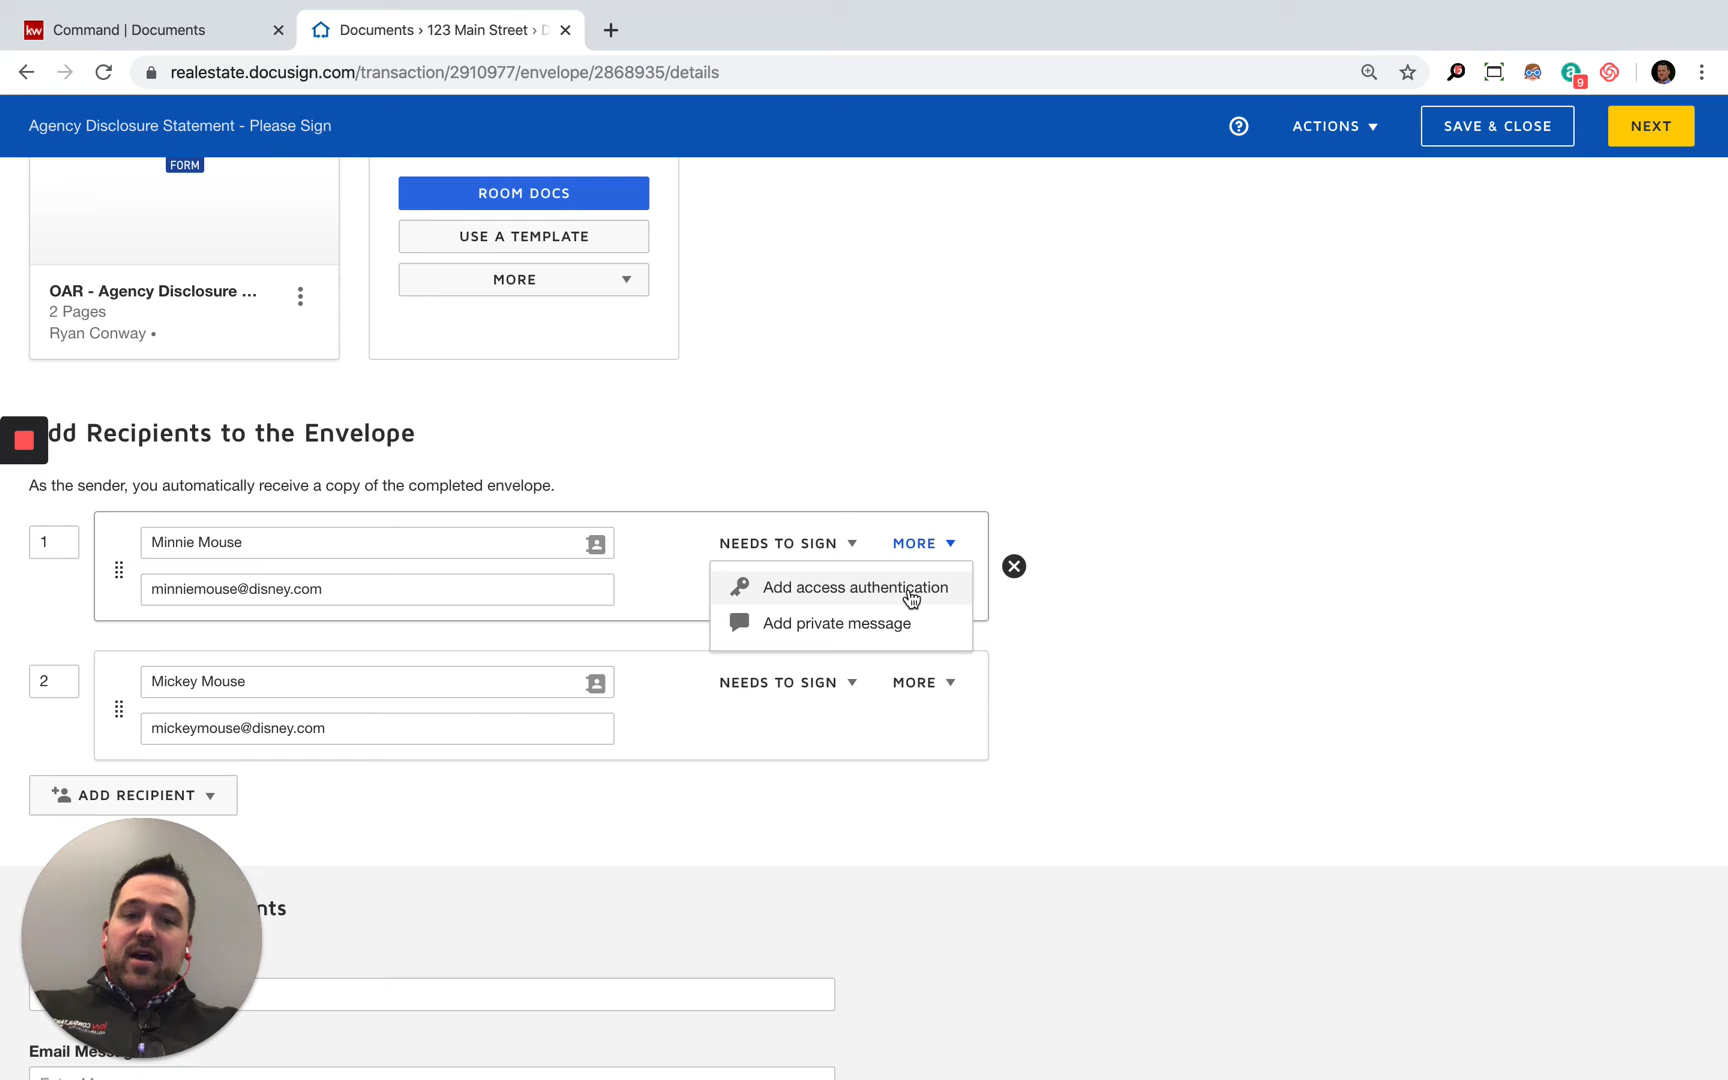 kw Command | Documents
Documents › 123 Main Street ›
realestate.docusign.com/transaction/2910977/envelope/2868935/details
9
Agency Disclosure Statement - Please Sign
ACTIONS
SAVE & CLOSE
NEXT
FORM
ROOM DOCS
USE A TEMPLATE
MORE
OAR - Agency Disclosure ...
2 Pages
Ryan Conway •
dd Recipients to the Envelope
As the sender, you automatically receive a copy of the completed envelope.
1
Minnie Mouse
NEEDS TO SIGN
MORE
minniemouse@disney.com
Add access authentication
Add private message
2
Mickey Mouse
NEEDS TO SIGN
MORE
mickeymouse@disney.com
ADD RECIPIENT
nts
Email